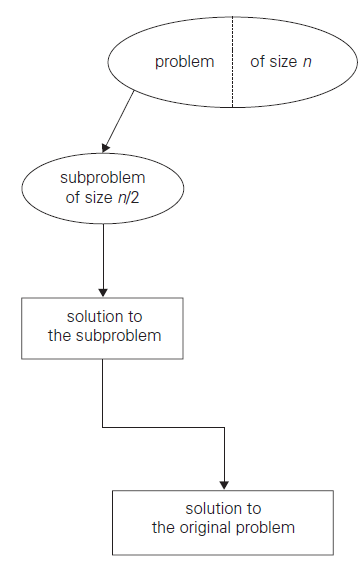 problem of size n
subproblem
of size n/2
solution to
the subproblem
solution to
the original problem